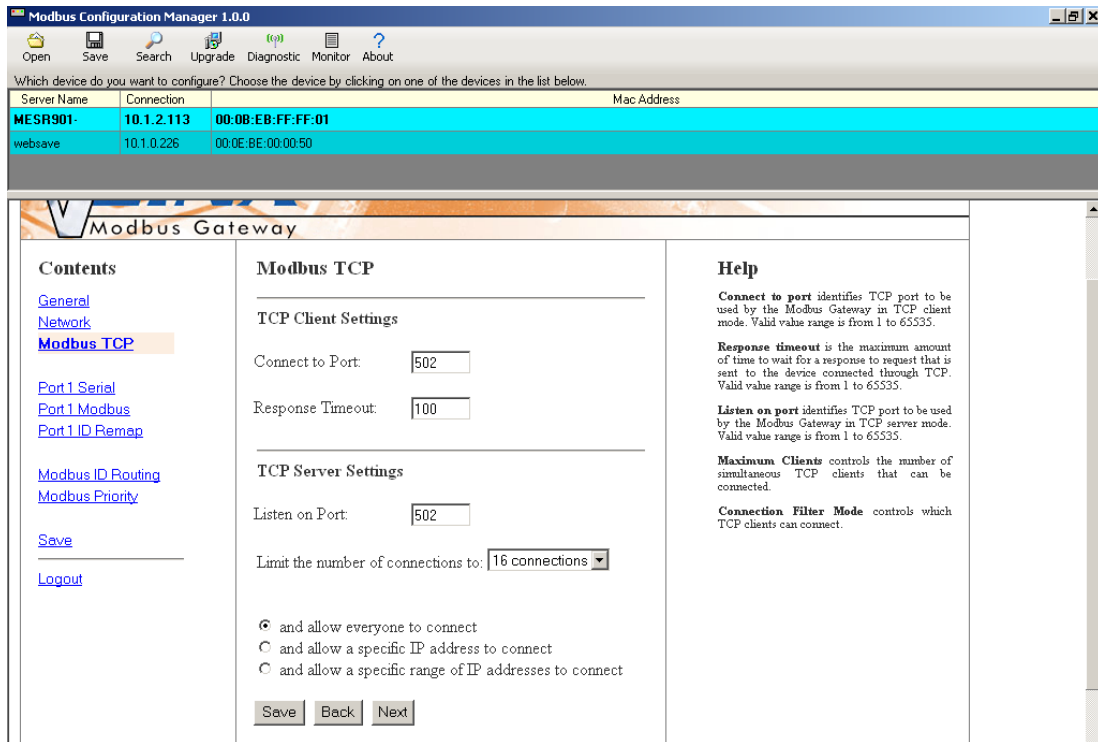 Modbus Configuration Manager 1.0.0
Open Save Search Upgrade Diagnostic Monitor About
Which device do you want to configure? Choose the device by clicking on one of the devices in the list below.
Server Name Connection Mac Address
MESR901- 10.1.2.113 00:0B:EB:FF:FF:01
websave 10.1.0.226 00:0E:BE:00:00:50
Modbus Gateway
Contents
General
Network
Modbus TCP
Port 1 Serial
Port 1 Modbus
Port 1 ID Remap
Modbus ID Routing
Modbus Priority
Save
Logout
Modbus TCP
TCP Client Settings
Connect to Port: 502
Response Timeout: 100
TCP Server Settings
Listen on Port: 502
Limit the number of connections to: 16 connections
and allow everyone to connect
and allow a specific IP address to connect
and allow a specific range of IP addresses to connect
Save Back Next
Help
Connect to port identifies TCP port to be
used by the Modbus Gateway in TCP client
mode. Valid value range is from 1 to 65535.
Response timeout is the maximum amount
of time to wait for a response to request that is
sent to the device connected through TCP.
Valid value range is from 1 to 65535.
Listen on port identifies TCP port to be used
by the Modbus Gateway in TCP server mode.
Valid value range is from 1 to 65535.
Maximum Clients controls the number of
simultaneous TCP clients that can be
connected.
Connection Filter Mode controls which
TCP clients can connect.